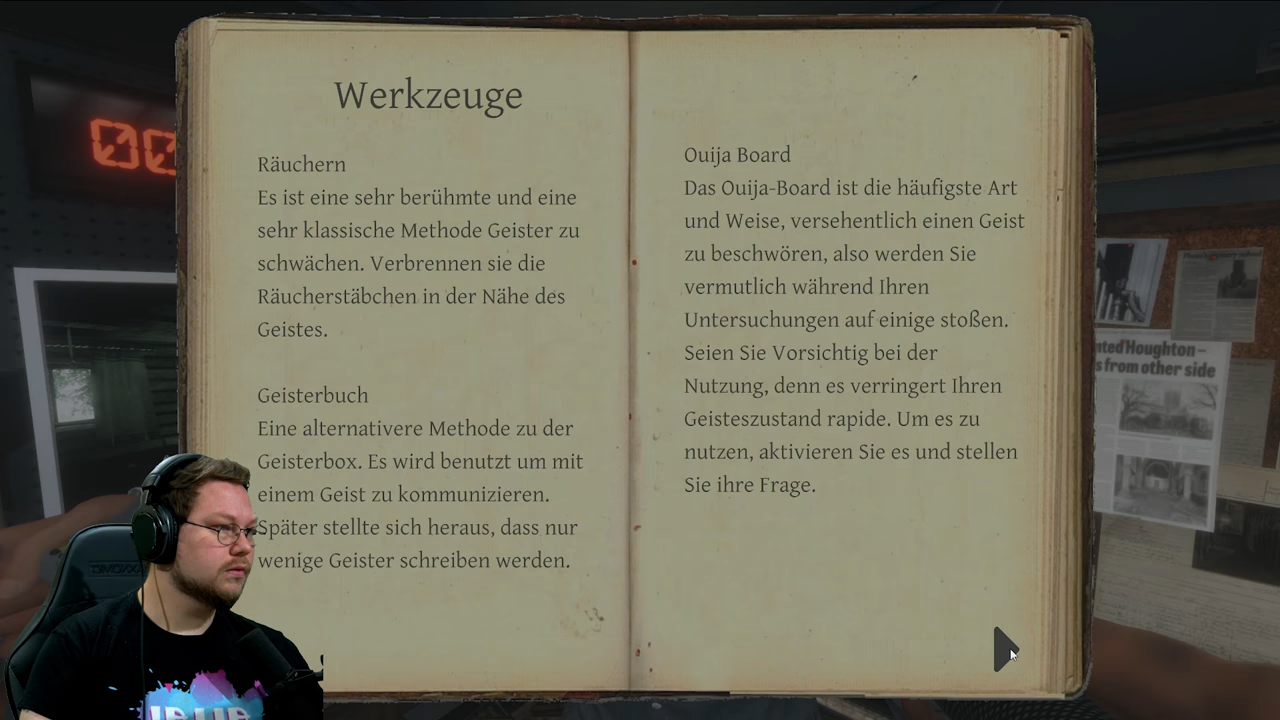 Werkzeuge
Räuchern
Es ist eine sehr berühmte und eine
sehr klassische Methode Geister zu
schwächen. Verbrennen sie die
Räucherstäbchen in der Nähe des
Geistes.
Geisterbuch
Eine alternativere Methode zu der
Geisterbox. Es wird benutzt um mit
einem Geist zu kommunizieren.
Später stellte sich heraus, dass nur
wenige Geister schreiben werden.
Ouija Board
Das Ouija-Board ist die häufigste Art
und Weise, versehentlich einen Geist
zu beschwören, also werden Sie
vermutlich während Ihren
Untersuchungen auf einige stoßen.
Seien Sie Vorsichtig bei der
Nutzung, denn es verringert Ihren
Geisteszustand rapide. Um es zu
nutzen, aktivieren Sie es und stellen
Sie ihre Frage.
00
nted Houghton –
s from other side